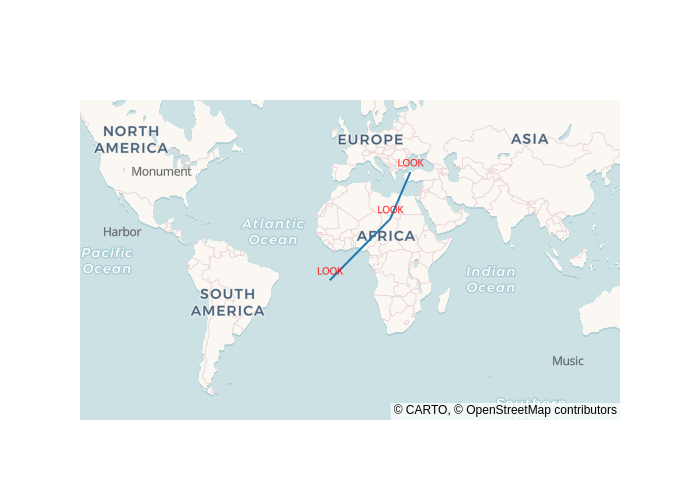 NORTH
AMERICA
EUROPE
ASIA
LOOK
Monument
LOOK
Atlantic
Ocean
Harbor
AFRICA
Pacific
Ocean
LOOK
Indian
Ocean
SOUTH
AMERICA
Music
Southern
© CARTO, © OpenStreetMap contributors